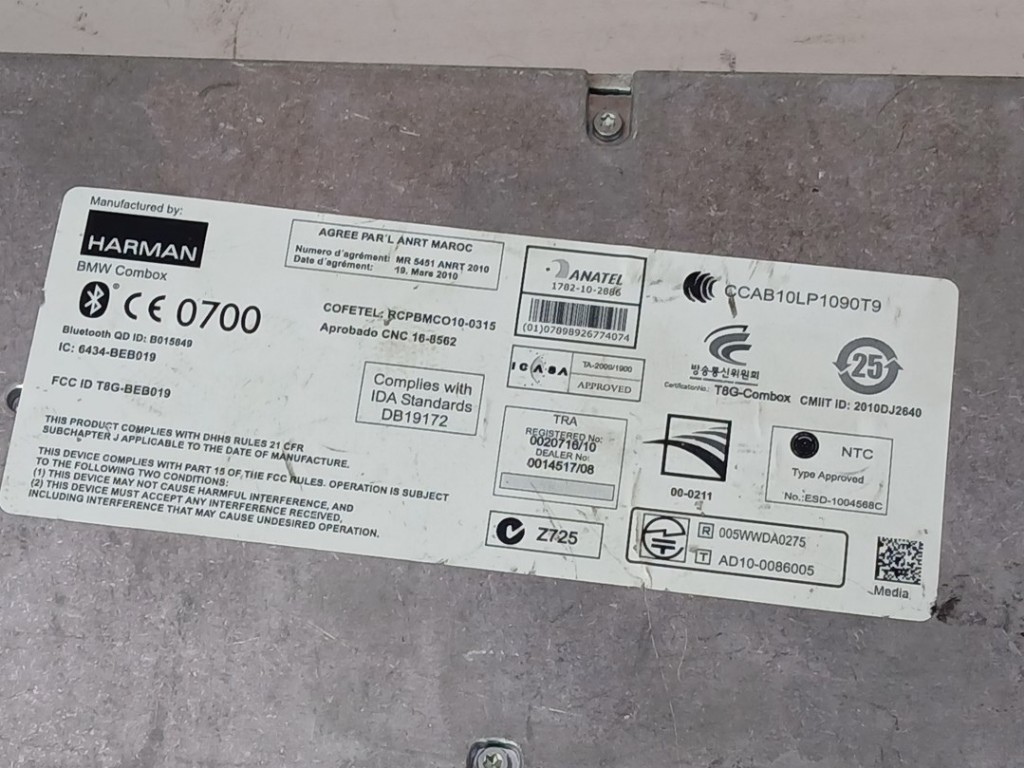 Manufactured by:
HARMAN
BMW Combox
CE 0700
Bluetooth QD ID: B015849
IC: 6434-BEB019
FCC ID T8G-BEB019
THIS PRODUCT COMPLIES WITH DHHS RULES 21 CFR
SUBCHAPTER J APPLICABLE TO THE DATE OF MANUFACTURE.
THIS DEVICE COMPLIES WITH PART 15 OF THE FCC RULES. OPERATION IS SUBJECT
TO THE FOLLOWING TWO CONDITIONS:
(1) THIS DEVICE MAY NOT CAUSE HARMFUL INTERFERENCE, AND
(2) THIS DEVICE MUST ACCEPT ANY INTERFERENCE RECEIVED,
INCLUDING INTERFERENCE THAT MAY CAUSE UNDESIRED OPERATION.
AGREE PAR'L ANRT MAROC
Numero d'agrément: MR 5451 ANRT 2010
Date d'agrément: 19. Mars 2010
COFETEL: RCPBMCO10-0315
Aprobado CNC 16-8562
Complies with
IDA Standards
DB19172
ANATEL
1782-10-2886
(01)07898926774074
ICASA
TA-2009/1900
APPROVED
TRA
REGISTERED No:
0020716/10
DEALER No:
0014517/08
Z725
CCAB10LP1090T9
방송통신위원회
Certification No.: T8G-Combox
25
CMIIT ID: 2010DJ2640
00-0211
NTC
Type Approved
No.:ESD-1004568C
R 005WWDA0275
T AD10-0086005
Media